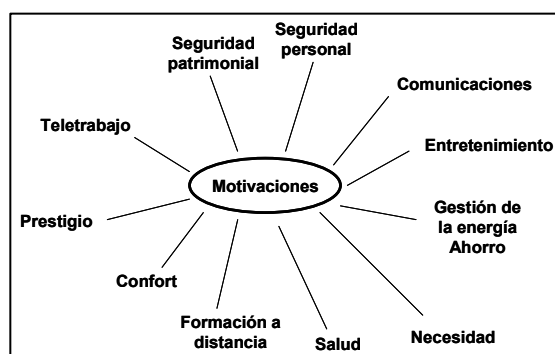 Seguridad
patrimonial
Seguridad
personal
Comunicaciones
Teletrabajo
Entretenimiento
Motivaciones
Prestigio
Gestión de
la energía
Ahorro
Confort
Formación a
distancia
Salud
Necesidad